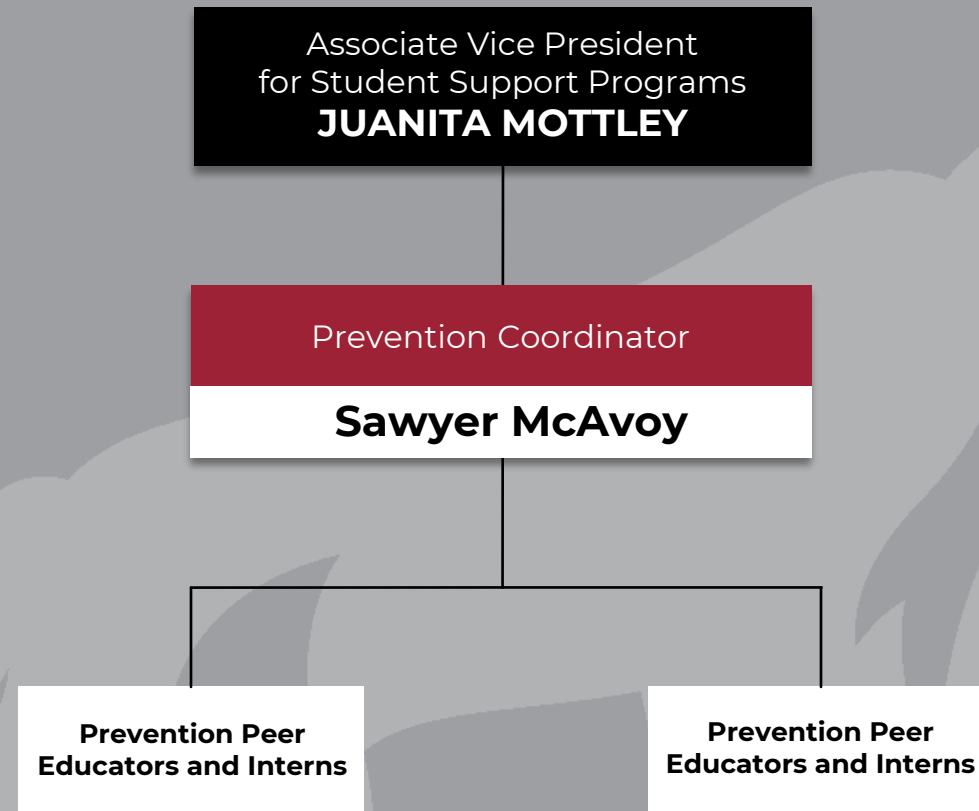 Associate Vice President
for Student Support Programs
JUANITA MOTTLEY
Prevention Coordinator
Sawyer McAvoy
Prevention Peer
Educators and Interns
Prevention Peer
Educators and Interns